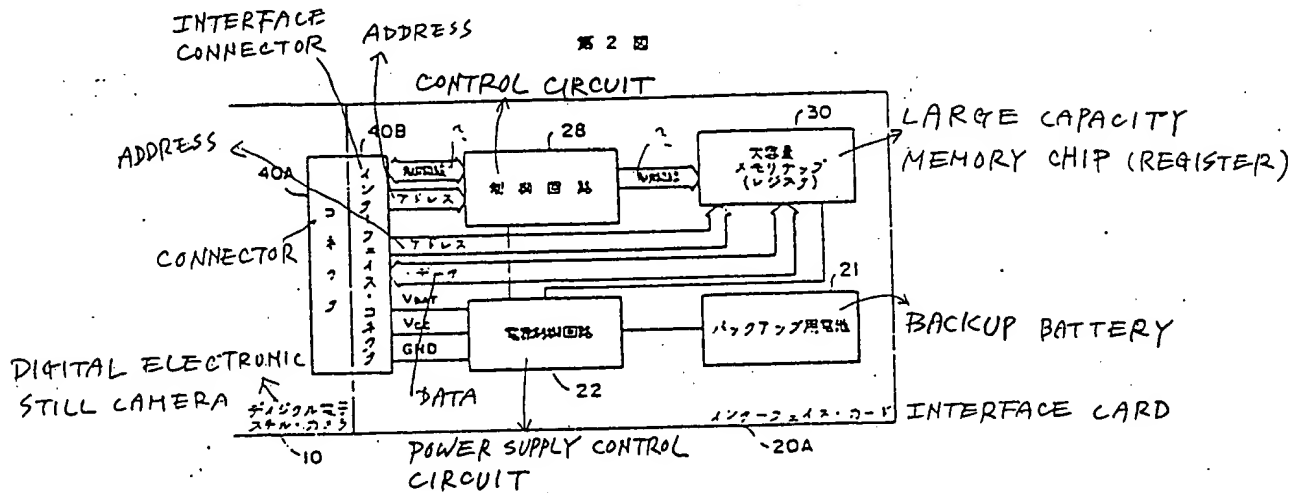 INTERFACE
CONNECTOR
ADDRESS
第2図
CONTROL CIRCUIT
ADDRESS
40A
40B
28
30
LARGE CAPACITY
MEMORY CHIP (REGISTER)
?
?
大容量
メモリチップ
(レジスタ)
制御回路
アドレス
アドレス
データ
コネクタ
インターフェイス・コネクタ
CONNECTOR
VBAT
VCC
GND
電源制御回路
22
21
バックアップ用電池
BACKUP BATTERY
DIGITAL ELECTRONIC
STILL CAMERA
ディジタル電子
スチル・カメラ
10
DATA
POWER SUPPLY CONTROL
CIRCUIT
インターフェイス・カード
20A
INTERFACE CARD